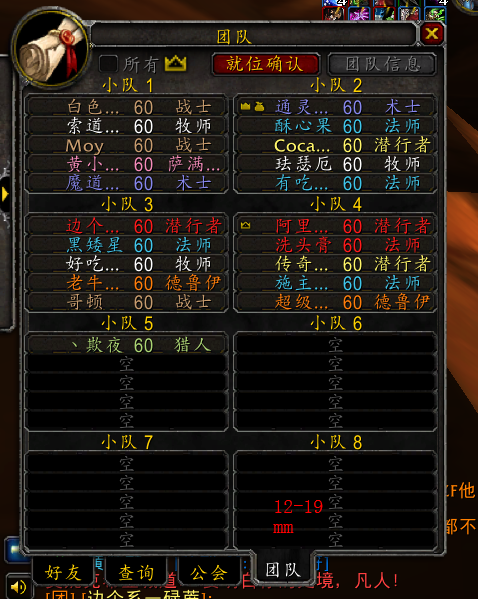 团队
所有 就位确认 团队信息
小队 1 小队 2
白色... 60 战士 通灵... 60 术士
索道... 60 牧师 酥心果 60 法师
Moy 60 战士 Coca... 60 潜行者
黄小... 60 萨满... 珐瑟厄 60 牧师
魔道... 60 术士 有吃... 60 法师
小队 3 小队 4
边个... 60 潜行者 阿里... 60 潜行者
黑矮星 60 法师 洗头膏 60 法师
好吃... 60 牧师 传奇... 60 潜行者
老牛... 60 德鲁伊 施主... 60 法师
哥顿 60 战士 超级... 60 德鲁伊
小队 5 小队 6
丶欺夜 60 猎人 空
空 空
空 空
空 空
空 空
小队 7 小队 8
空 空
空 空
空 空
空 空
空 空
12-19
mm
好友 查询 公会 团队
F他
都不
境，凡人！
[团]